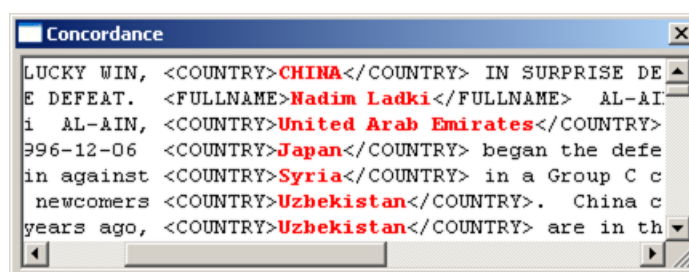 Concordance
LUCKY WIN, <COUNTRY>CHINA</COUNTRY> IN SURPRISE DE
E DEFEAT. <FULLNAME>Nadim Ladki</FULLNAME> AL-AI
i AL-AIN, <COUNTRY>United Arab Emirates</COUNTRY>
996-12-06 <COUNTRY>Japan</COUNTRY> began the defe
in against <COUNTRY>Syria</COUNTRY> in a Group C c
newcomers <COUNTRY>Uzbekistan</COUNTRY>. China c
years ago, <COUNTRY>Uzbekistan</COUNTRY> are in th